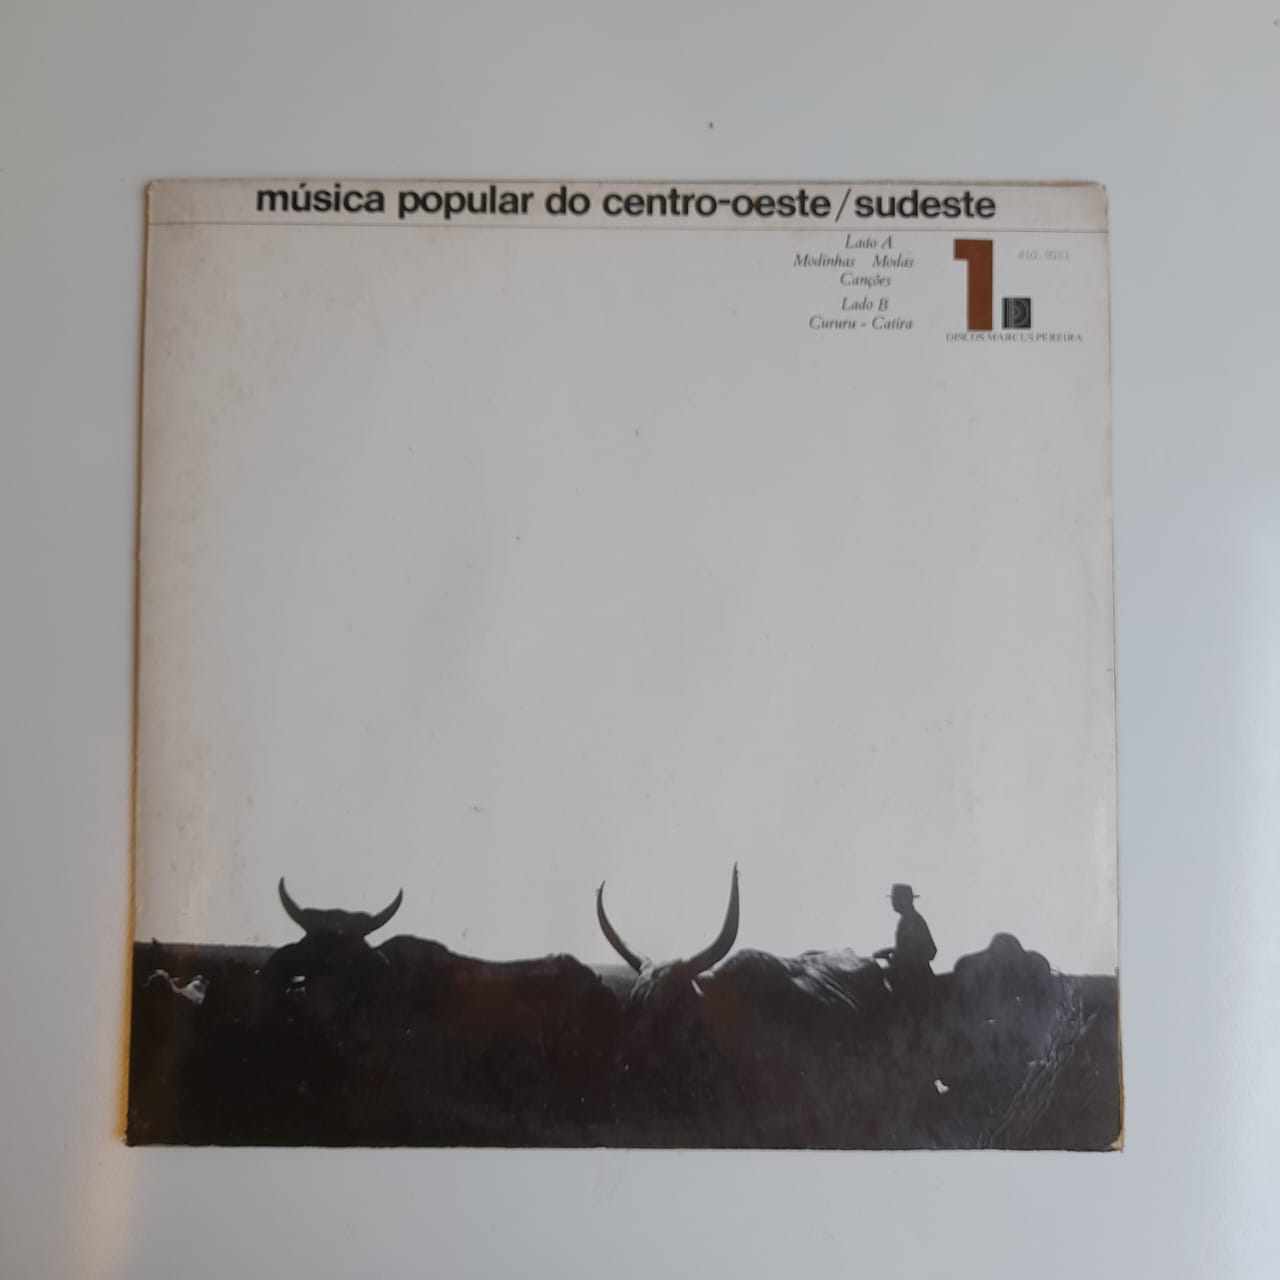 música popular do centro-oeste/sudeste
Lado A
Modinhas Modas
Canções
Lado B
Cururu - Catira
1
DISCOS MARCUS PEREIRA